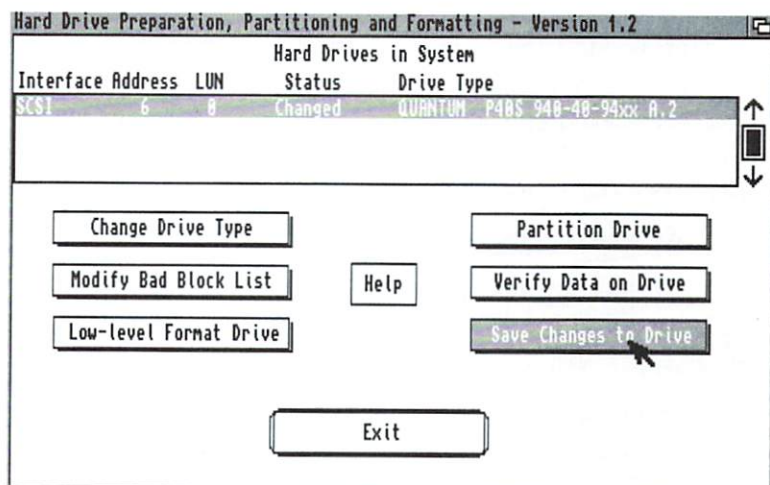 Hard Drive Preparation, Partitioning and Formatting - Version 1.2
Hard Drives in System
Interface Address LUN Status Drive Type
SCSI 6 0 Changed QUANTUM P40S 940-40-94xx A.2
Change Drive Type
Partition Drive
Modify Bad Block List
Help
Verify Data on Drive
Low-level Format Drive
Save Changes to Drive
Exit